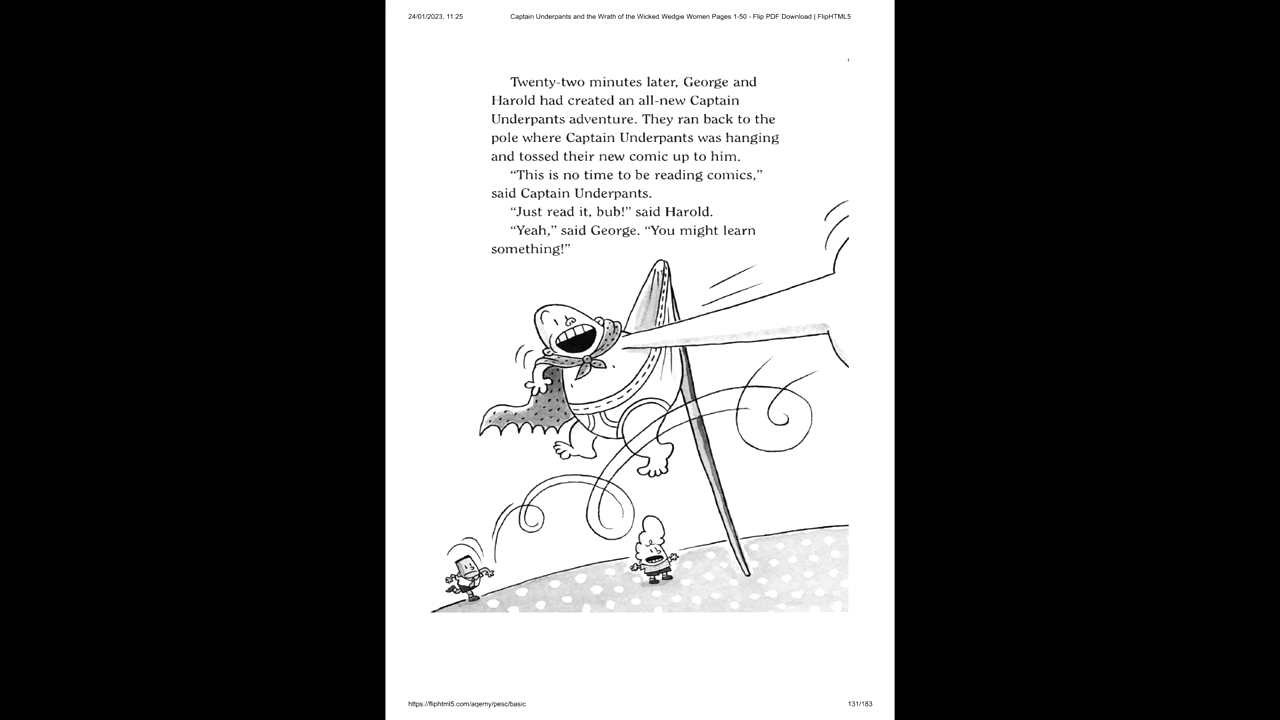 24/01/2023, 11:25 Captain Underpants and the Wrath of the Wicked Wedgie Women Pages 1-50 - Flip PDF Download | FlipHTML5
Twenty-two minutes later, George and
Harold had created an all-new Captain
Underpants adventure. They ran back to the
pole where Captain Underpants was hanging
and tossed their new comic up to him.
“This is no time to be reading comics,”
said Captain Underpants.
“Just read it, bub!” said Harold.
“Yeah,” said George. “You might learn
something!”
https://fliphtml5.com/aqemy/pesc/basic 131/183